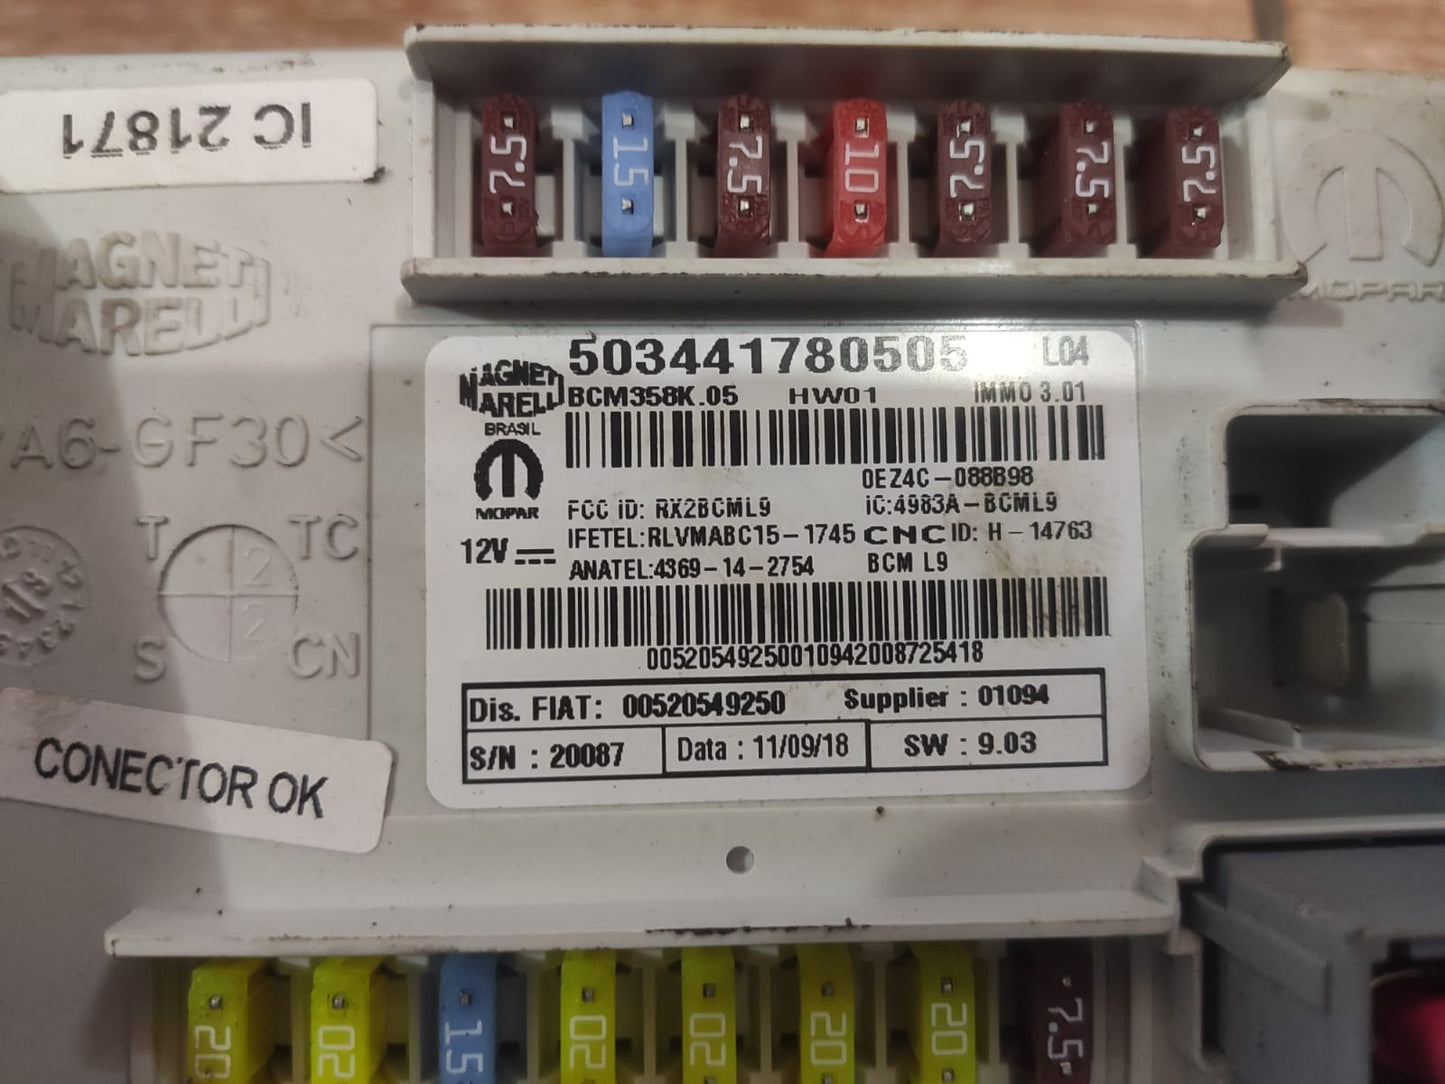 IC 21871
7.5
15
7.5
10
7.5
7.5
7.5
MAGNETI
MARELLI
MOPAR
A6-GF30<
T TC
2
2
S CN
CONECTOR OK
503441780505 L04
MAGNETI
MARELLI
BCM358K.05 HW01 IMMO 3.01
BRASIL
0EZ4C-088B98
MOPAR
FCC iD: RX2BCML9 iC:4983A-BCML9
IFETEL:RLVMABC15-1745 CNC ID: H-14763
12V
ANATEL:4369-14-2754 BCM L9
00520549250010942008725418
Dis. FIAT: 00520549250 Supplier : 01094
S/N : 20087 Data : 11/09/18 SW : 9.03
20
20
15
20
20
20
20
7.5